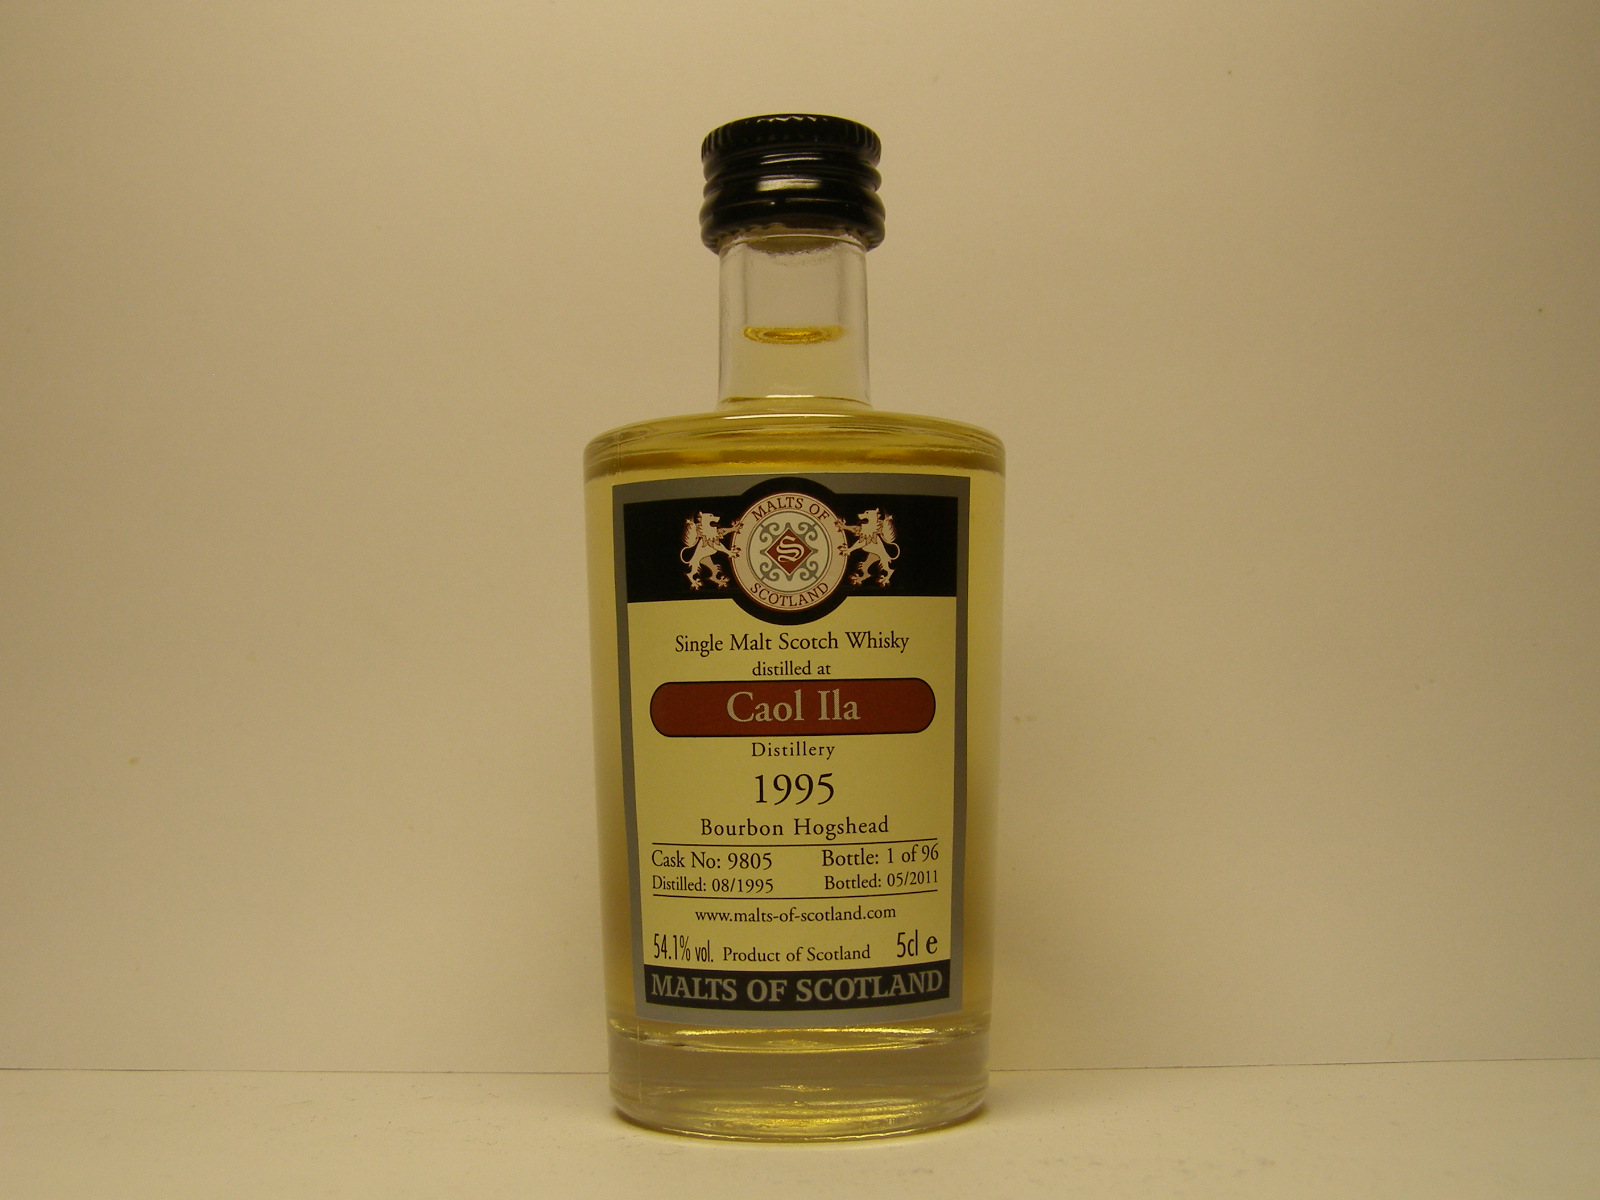 MALTS OF
S
SCOTLAND
Single Malt Scotch Whisky
distilled at
Caol Ila
Distillery
1995
Bourbon Hogshead
Cask No: 9805 Bottle: 1 of 96
Distilled: 08/1995 Bottled: 05/2011
www.malts-of-scotland.com
54.1% vol. Product of Scotland 5cl e
MALTS OF SCOTLAND